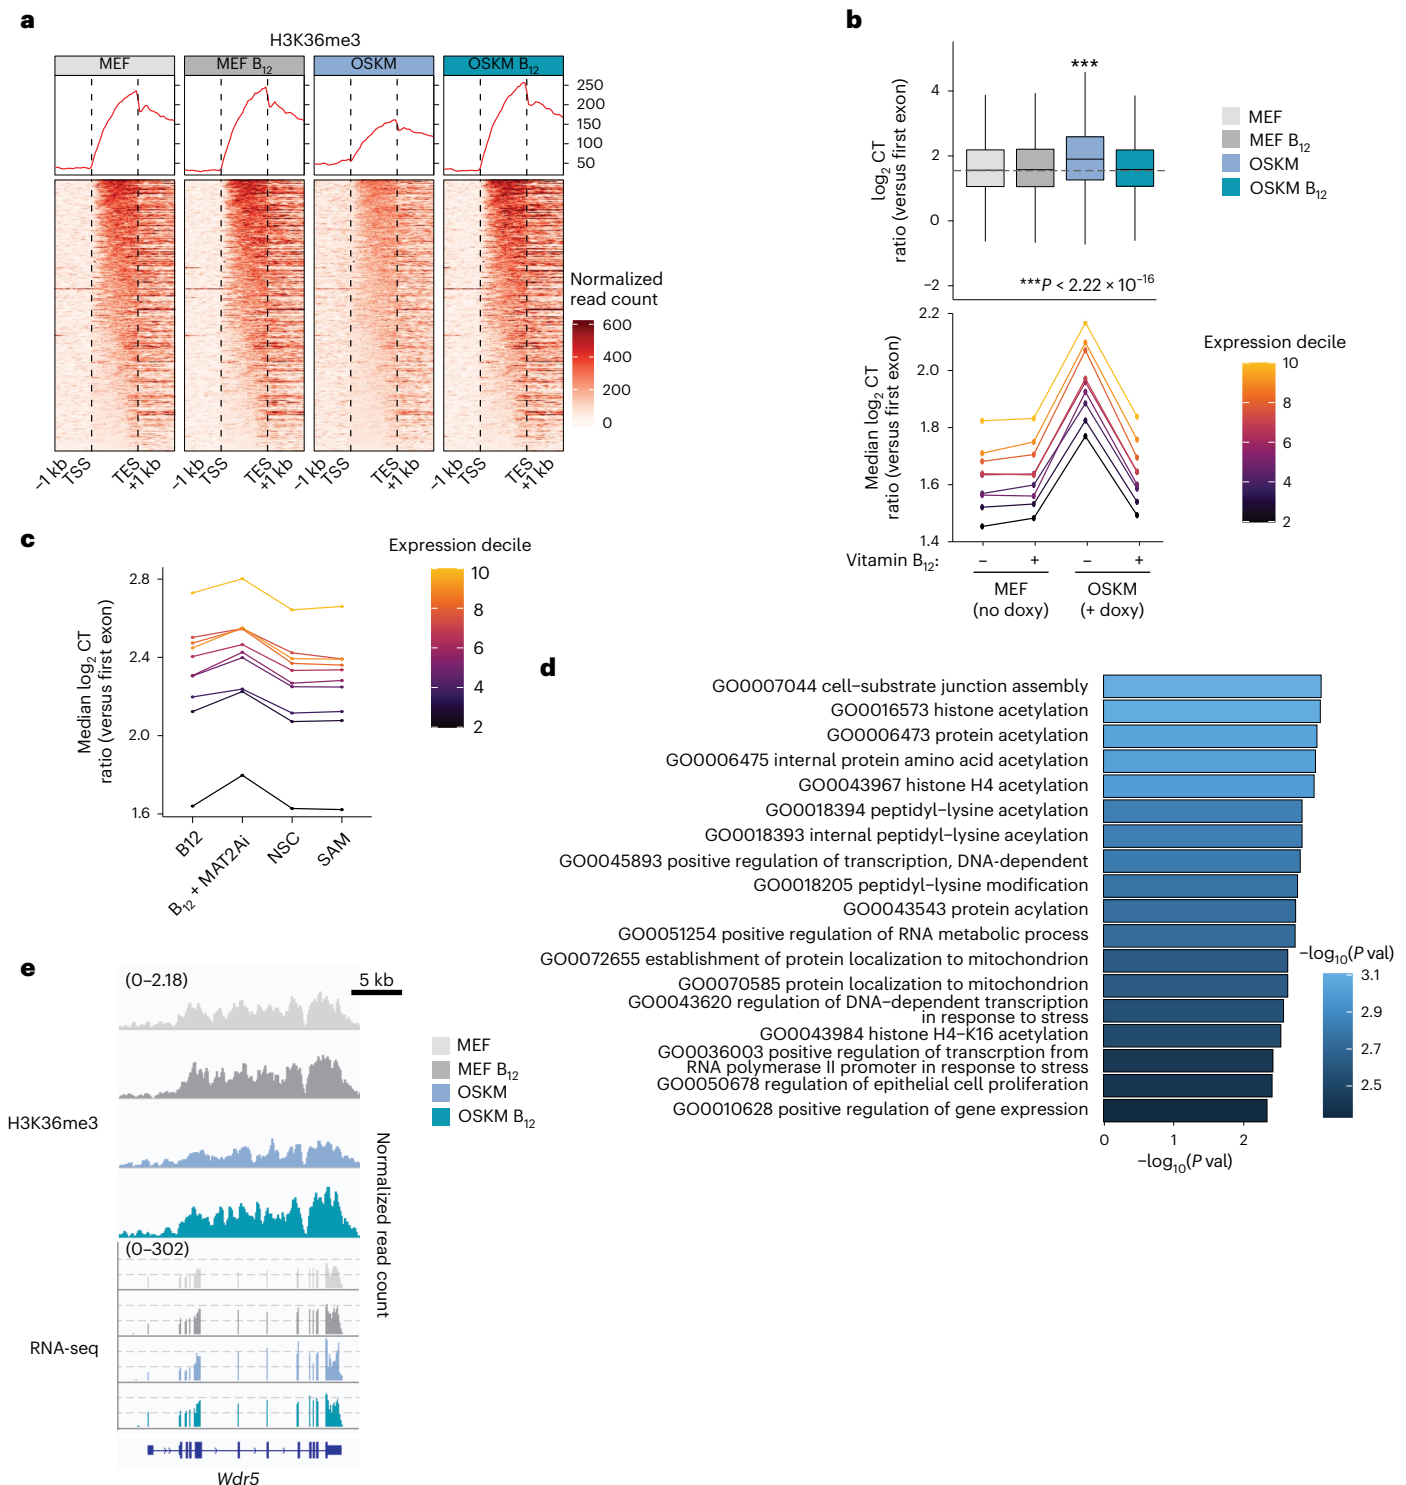 a
H3K36me3
MEF
MEF B12
OSKM
OSKM B12
250
200
150
100
50
Normalized
read count
600
400
200
0
−1 kb
TSS
TES
+1 kb
−1 kb
TSS
TES
+1 kb
−1 kb
TSS
TES
+1 kb
−1 kb
TSS
TES
+1 kb
b
log2 CT
ratio (versus first exon)
4
2
0
−2
***
***P < 2.22 × 10−16
MEF
MEF B12
OSKM
OSKM B12
Median log2 CT
ratio (versus first exon)
2.2
2.0
1.8
1.6
1.4
Vitamin B12:
−
+
−
+
MEF
(no doxy)
OSKM
(+ doxy)
Expression decile
10
8
6
4
2
c
Expression decile
10
8
6
4
2
Median log2 CT
ratio (versus first exon)
2.8
2.4
2.0
1.6
B12
B12 + MAT2Ai
NSC
SAM
d
GO0007044 cell−substrate junction assembly
GO0016573 histone acetylation
GO0006473 protein acetylation
GO0006475 internal protein amino acid acetylation
GO0043967 histone H4 acetylation
GO0018394 peptidyl−lysine acetylation
GO0018393 internal peptidyl−lysine aceylation
GO0045893 positive regulation of transcription, DNA-dependent
GO0018205 peptidyl−lysine modification
GO0043543 protein acylation
GO0051254 positive regulation of RNA metabolic process
GO0072655 establishment of protein localization to mitochondrion
GO0070585 protein localization to mitochondrion
GO0043620 regulation of DNA−dependent transcription
in response to stress
GO0043984 histone H4−K16 acetylation
GO0036003 positive regulation of transcrption from
RNA polymerase II promoter in response to stress
GO0050678 regulation of epithelial cell proliferation
GO0010628 positive regulation of gene expression
0
1
2
−log10(P val)
−log10(P val)
3.1
2.9
2.7
2.5
e
(0–2.18)
5 kb
MEF
MEF B12
OSKM
OSKM B12
H3K36me3
Normalized read count
(0–302)
RNA-seq
Wdr5